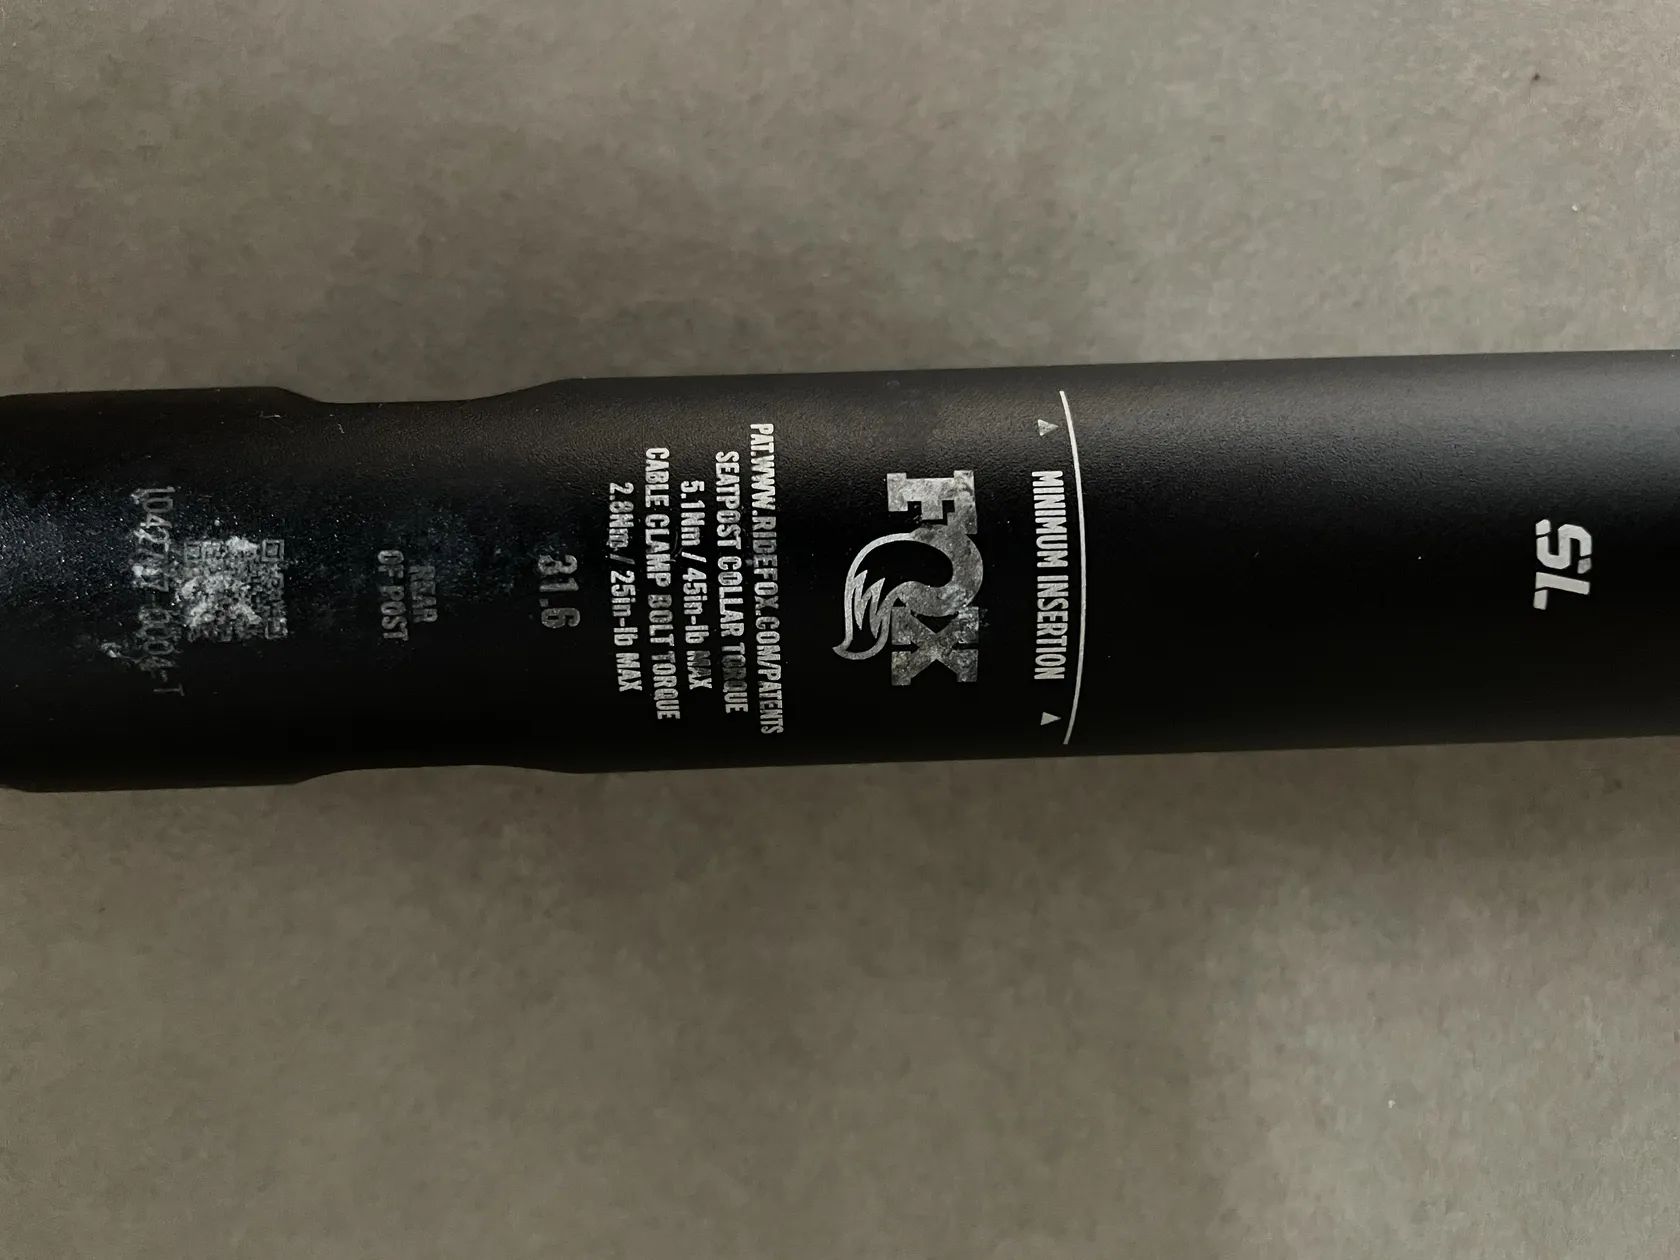 SL
MINIMUM INSERTION
FOX
PAT.WWW.RIDEFOX.COM/PATENTS
SEATPOST COLLAR TORQUE
5.1Nm / 45in-lb MAX
CABLE CLAMP BOLT TORQUE
2.8Nm / 25in-lb MAX
31.6
REAR
OF POST